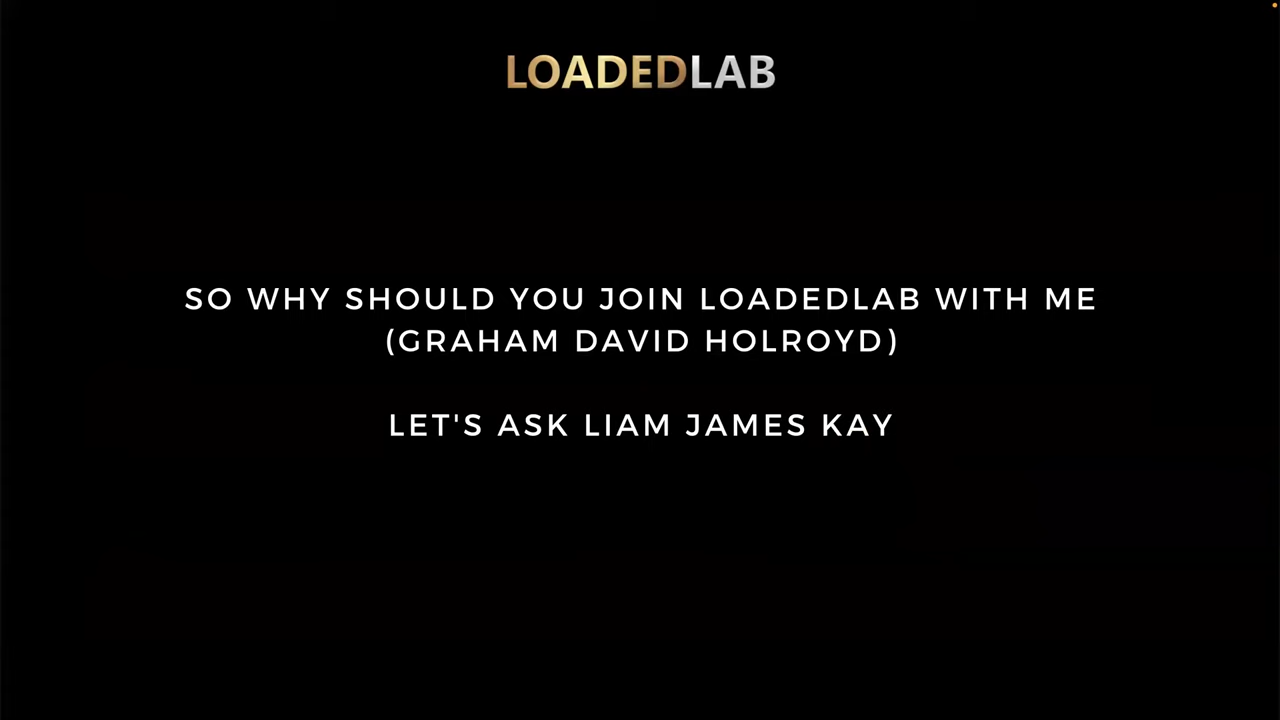 LOADEDLAB
SO WHY SHOULD YOU JOIN LOADEDLAB WITH ME
(GRAHAM DAVID HOLROYD)
LET'S ASK LIAM JAMES KAY